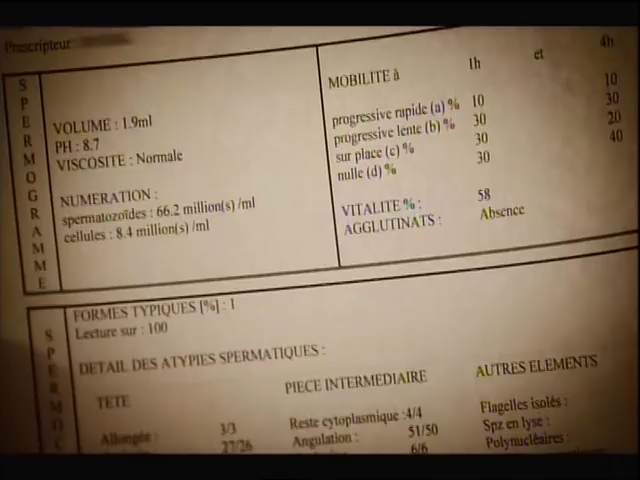 Prescripteur
SPERMOGRAMME
VOLUME : 1.9ml
PH : 8.7
VISCOSITE : Normale
NUMERATION :
spermatozoïdes : 66.2 million(s) /ml
cellules : 8.4 million(s) /ml
MOBILITE à 1h et 4h
progressive rapide (a) % 10 10
progressive lente (b) % 30 30
sur place (c) % 30 20
nulle (d) % 30 40
VITALITE % : 58
AGGLUTINATS : Absence
SPERMOC
FORMES TYPIQUES [%] : 1
Lecture sur : 100
DETAIL DES ATYPIES SPERMATIQUES :
TETE
Allongée : 3/3
27/26
PIECE INTERMEDIAIRE
Reste cytoplasmique :4/4
Angulation : 51/50
6/6
AUTRES ELEMENTS
Flagelles isolés :
Spz en lyse :
Polynucléaires :